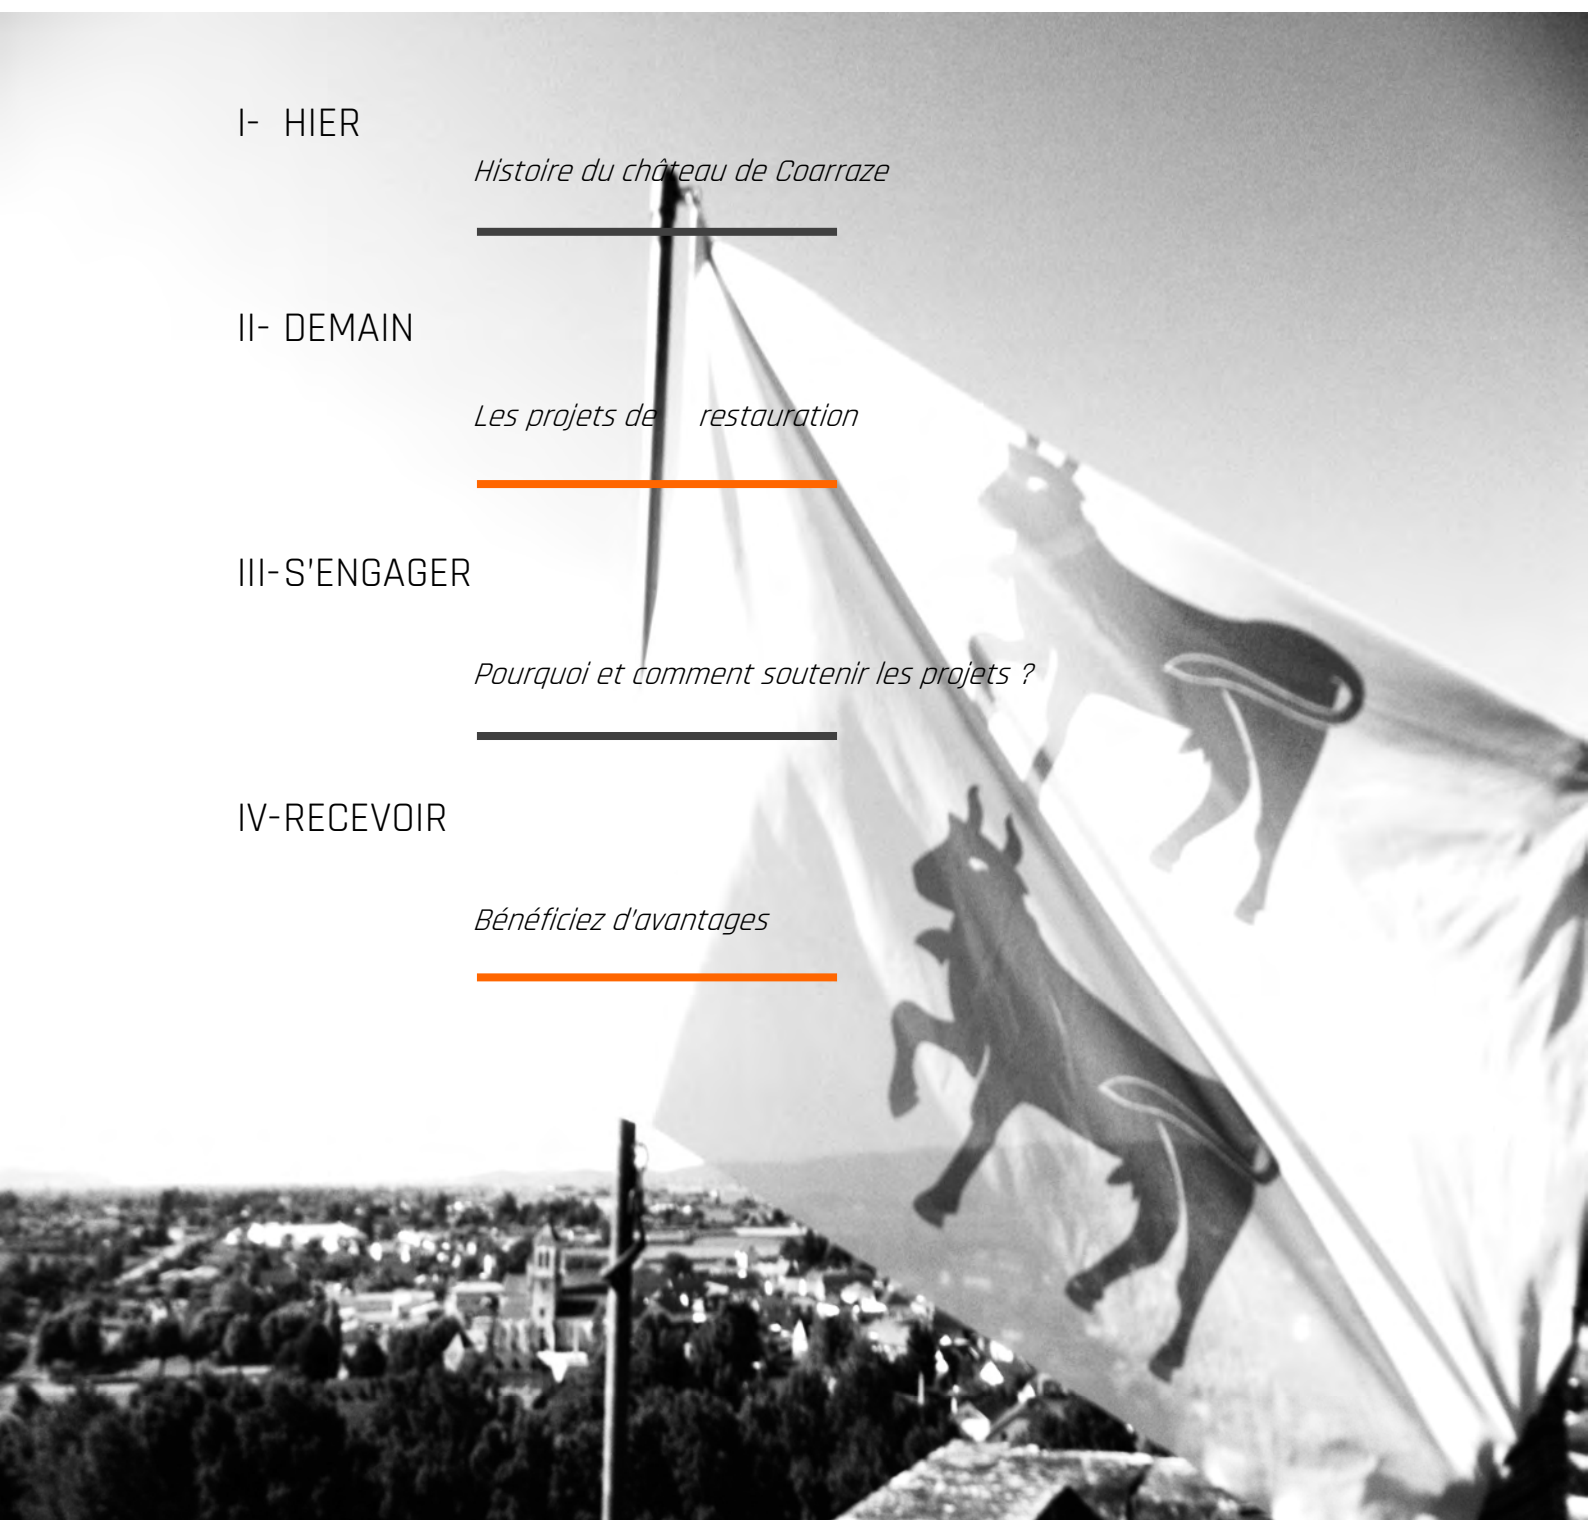 I- HIER
Histoire du château de Coarraze
II- DEMAIN
Les projets de restauration
III-S'ENGAGER
Pourquoi et comment soutenir les projets ?
IV-RECEVOIR
Bénéficiez d'avantages